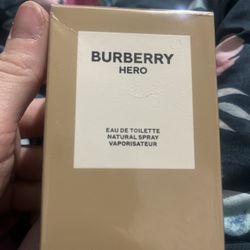 BURBERRY
HERO
EAU DE TOILETTE
NATURAL SPRAY
VAPORISATEUR